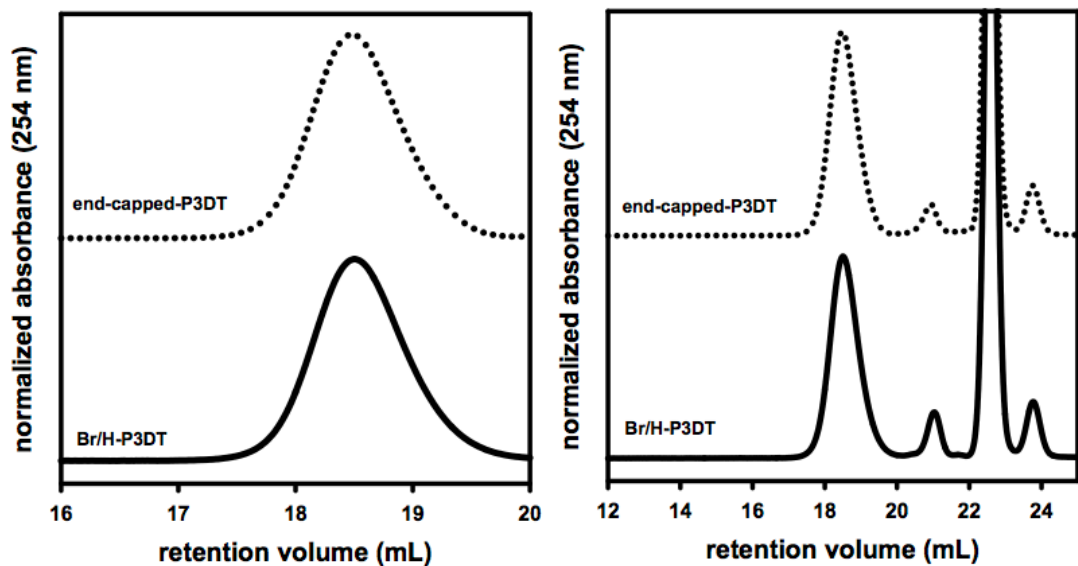 normalized absorbance (254 nm)
end-capped-P3DT
Br/H-P3DT
16 17 18 19 20
retention volume (mL)
normalized absorbance (254 nm)
end-capped-P3DT
Br/H-P3DT
12 14 16 18 20 22 24
retention volume (mL)